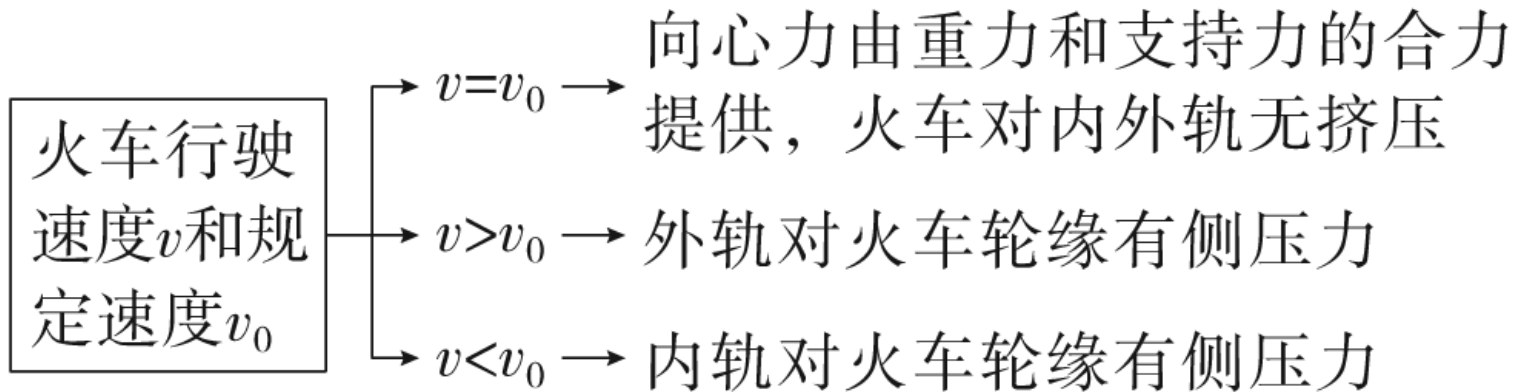 火车行驶
速度v和规
定速度v₀
v=v₀
向心力由重力和支持力的合力
提供，火车对内外轨无挤压
v>v₀
外轨对火车轮缘有侧压力
v<v₀
内轨对火车轮缘有侧压力